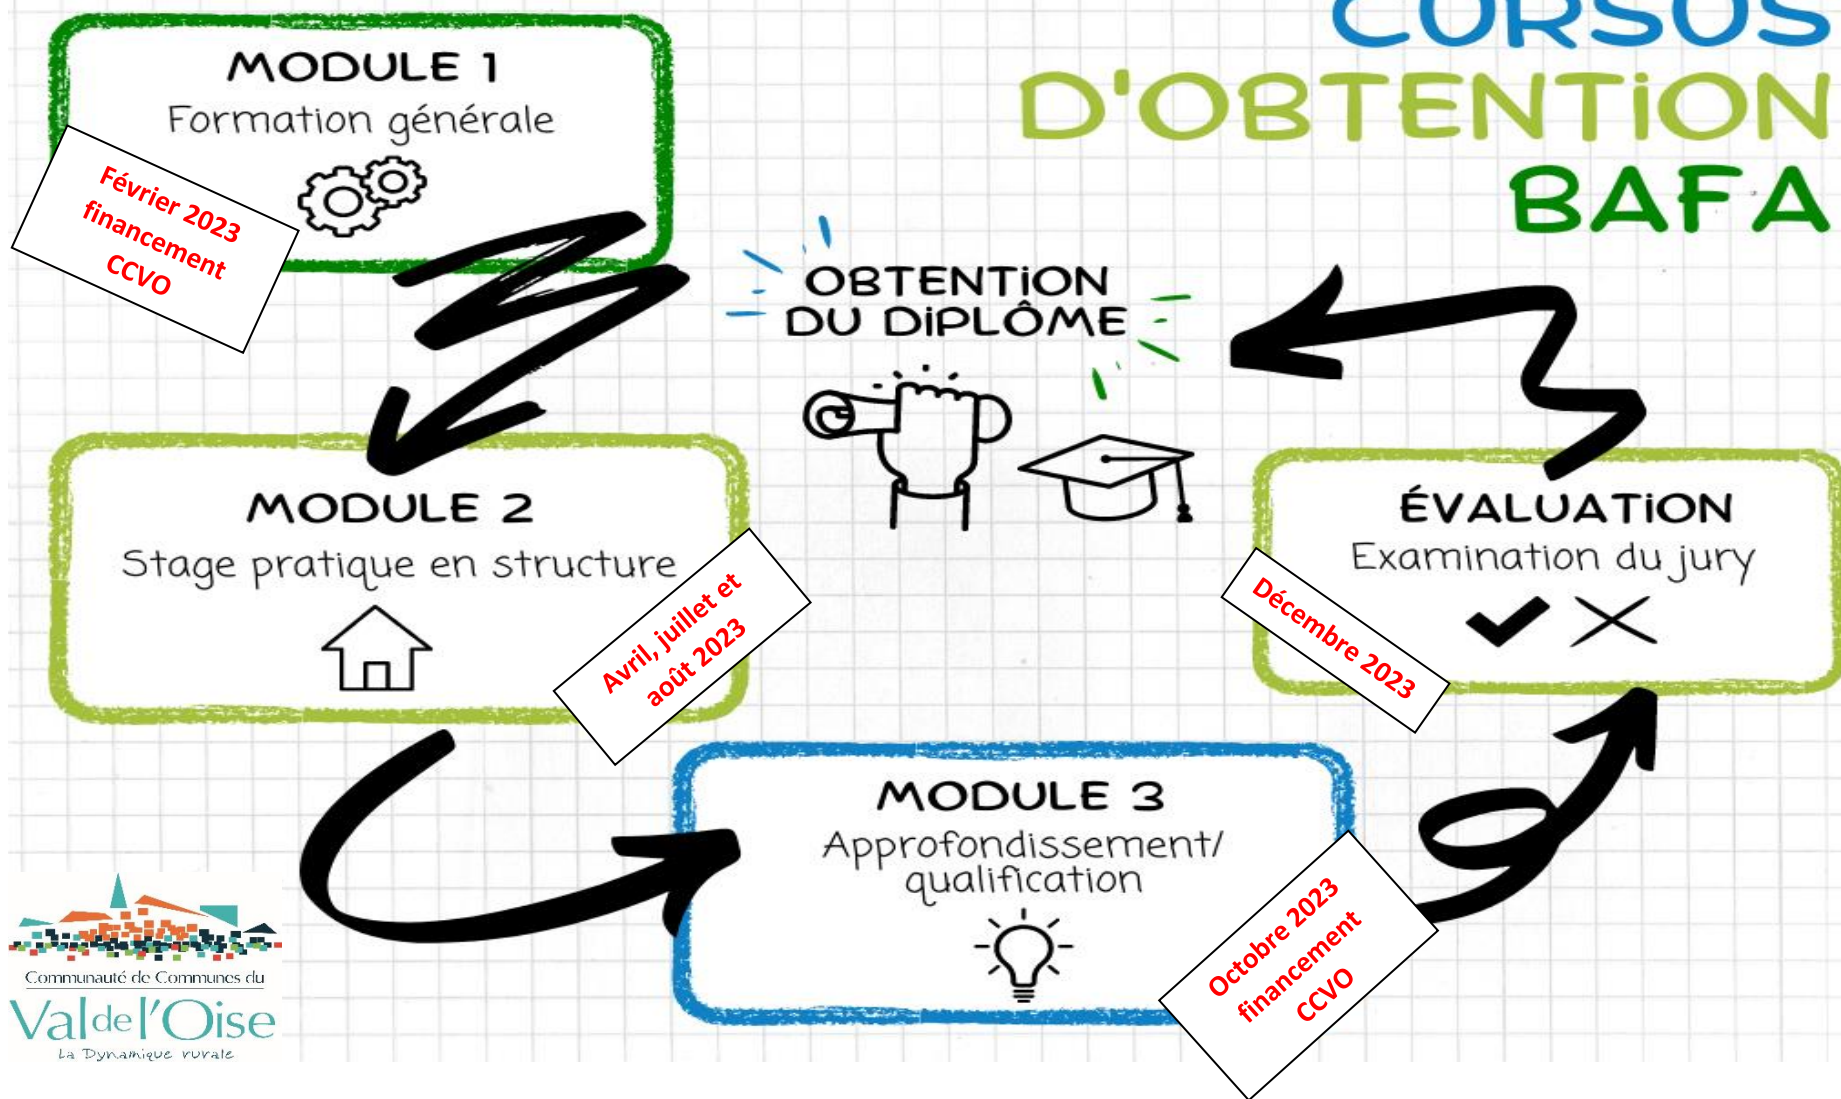 CURSUS
D'OBTENTiON
BAFA
MODULE 1
Formation générale
Février 2023
financement
CCVO
OBTENTiON
DU DiPLÔME
MODULE 2
Stage pratique en structure
Avril, juillet et
août 2023
MODULE 3
Approfondissement/
qualification
Octobre 2023
financement
CCVO
ÉVALUATiON
Examination du jury
Décembre 2023
Communauté de Communes du
Val de l'Oise
La Dynamique rurale